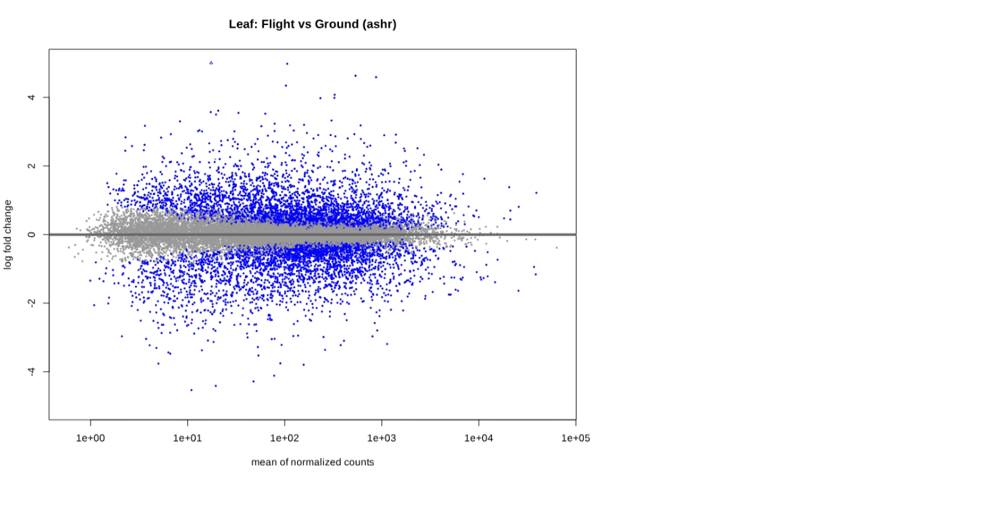 Leaf: Flight vs Ground (ashr)
log fold change
4
2
0
-2
-4
1e+00 1e+01 1e+02 1e+03 1e+04 1e+05
mean of normalized counts